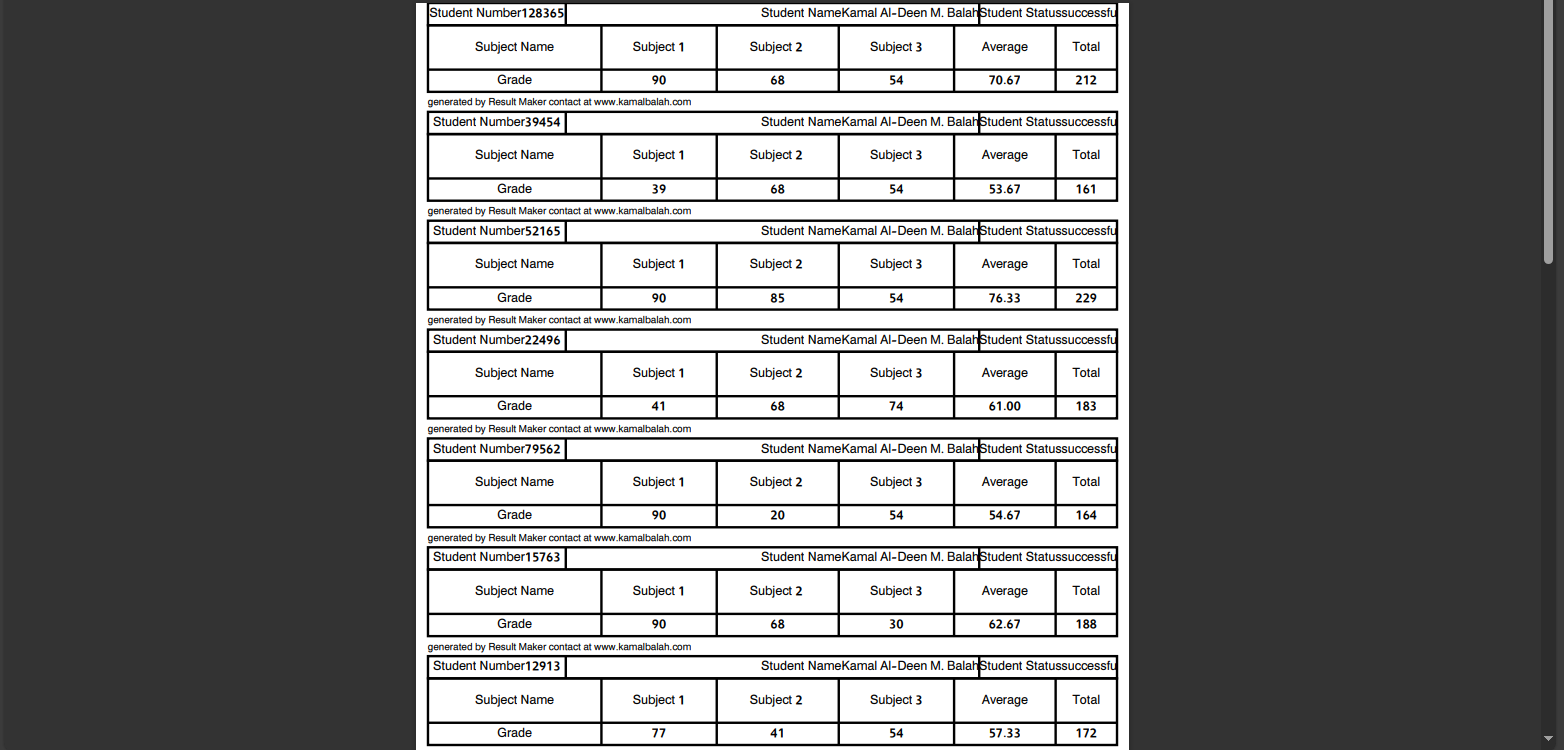 Student Number128365 Student NameKamal Al-Deen M. Balah Student Statussuccessfu
Subject Name Subject 1 Subject 2 Subject 3 Average Total
Grade 90 68 54 70.67 212
generated by Result Maker contact at www.kamalbalah.com
Student Number39454 Student NameKamal Al-Deen M. Balah Student Statussuccessfu
Subject Name Subject 1 Subject 2 Subject 3 Average Total
Grade 39 68 54 53.67 161
generated by Result Maker contact at www.kamalbalah.com
Student Number52165 Student NameKamal Al-Deen M. Balah Student Statussuccessfu
Subject Name Subject 1 Subject 2 Subject 3 Average Total
Grade 90 85 54 76.33 229
generated by Result Maker contact at www.kamalbalah.com
Student Number22496 Student NameKamal Al-Deen M. Balah Student Statussuccessfu
Subject Name Subject 1 Subject 2 Subject 3 Average Total
Grade 41 68 74 61.00 183
generated by Result Maker contact at www.kamalbalah.com
Student Number79562 Student NameKamal Al-Deen M. Balah Student Statussuccessfu
Subject Name Subject 1 Subject 2 Subject 3 Average Total
Grade 90 20 54 54.67 164
generated by Result Maker contact at www.kamalbalah.com
Student Number15763 Student NameKamal Al-Deen M. Balah Student Statussuccessfu
Subject Name Subject 1 Subject 2 Subject 3 Average Total
Grade 90 68 30 62.67 188
generated by Result Maker contact at www.kamalbalah.com
Student Number12913 Student NameKamal Al-Deen M. Balah Student Statussuccessfu
Subject Name Subject 1 Subject 2 Subject 3 Average Total
Grade 77 41 54 57.33 172